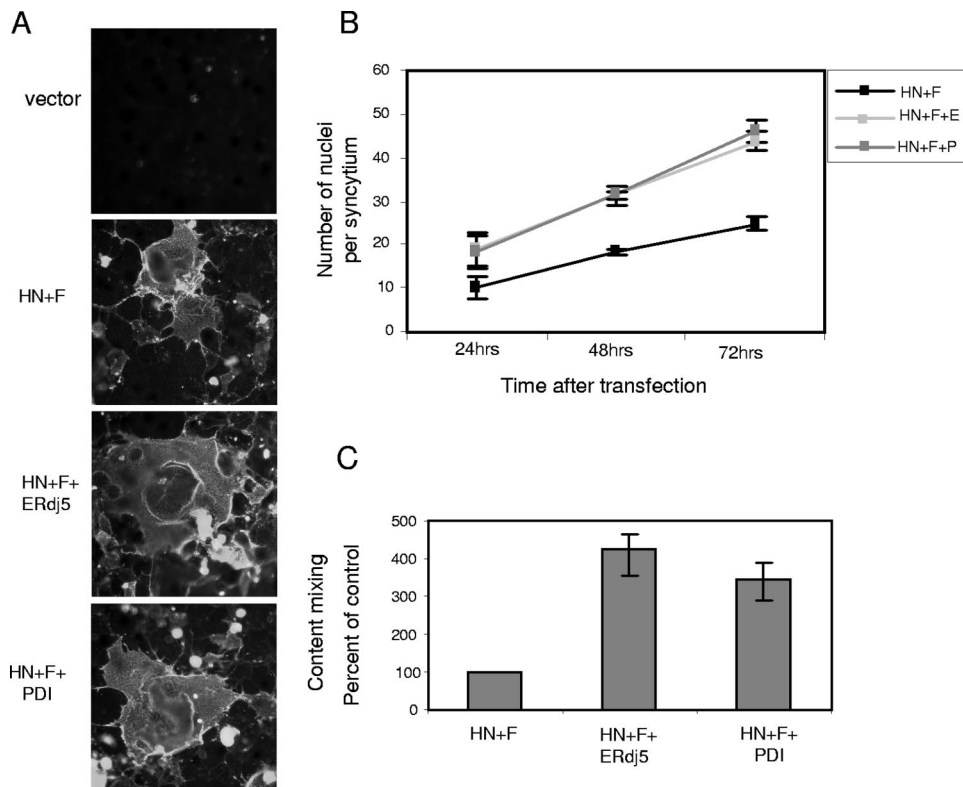 A
vector
HN+F
HN+F+
ERdj5
HN+F+
PDI
B
Number of nuclei
per syncytium
60
50
40
30
20
10
0
24hrs
48hrs
72hrs
Time after transfection
HN+F
HN+F+E
HN+F+P
C
Content mixing
Percent of control
500
400
300
200
100
0
HN+F
HN+F+
ERdj5
HN+F+
PDI